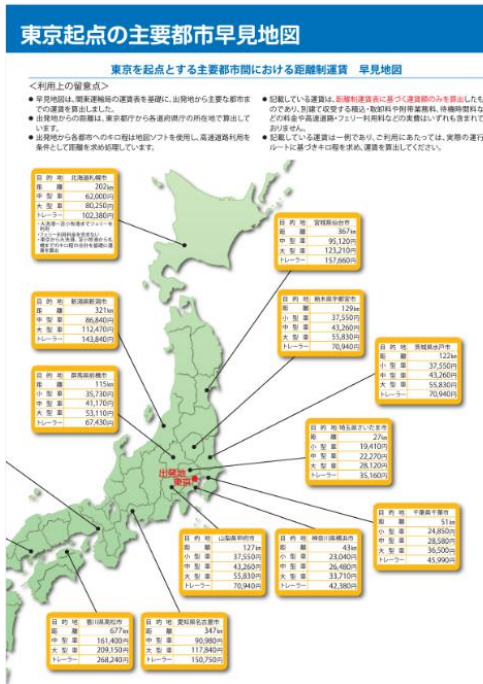 東京起点の主要都市早見地図
東京を起点とする主要都市間における距離制運賃 早見地図
＜利用上の留意点＞
● 早見地図は、関東運輸局の運賃表を基礎に、出発地から主要な都市ま
での運賃を算出しました。
● 出発地からの距離は、東京都庁から各道府県庁の所在地で算出して
います。
● 出発地から各都市へのキロ程は地図ソフトを使用し、高速道路利用を
条件として距離を求め処理しています。
● 記載している運賃は、距離制運賃表に基づく運賃額のみを算出したも
のであり、別建て収受する積込・取卸料や附帯業務料、待機時間料な
どの料金や高速道路・フェリー利用料などの実費はいずれも含まれて
おりません。
● 記載している運賃は一例であり、ご利用にあたっては、実際の運行
ルートに基づきキロ程を求め、運賃を算出してください。
目的地 北海道札幌市
距離 202km
中型車 62,000円
大型車 80,250円
トレーラー 102,380円
目的地 宮城県仙台市
距離 367km
中型車 95,120円
大型車 123,210円
トレーラー 157,660円
目的地 新潟県新潟市
距離 321km
中型車 86,840円
大型車 112,470円
トレーラー 143,840円
目的地 栃木県宇都宮市
距離 129km
小型車 37,550円
中型車 43,260円
大型車 55,830円
トレーラー 70,940円
目的地 茨城県水戸市
距離 122km
小型車 37,550円
中型車 43,260円
大型車 55,830円
トレーラー 70,940円
目的地 群馬県前橋市
距離 115km
小型車 35,730円
中型車 41,170円
大型車 53,110円
トレーラー 67,430円
目的地 埼玉県さいたま市
距離 27km
小型車 19,410円
中型車 22,270円
大型車 28,120円
トレーラー 35,160円
出発地
東京
目的地 千葉県千葉市
距離 51km
小型車 24,850円
中型車 28,580円
大型車 36,500円
トレーラー 45,990円
目的地 山梨県甲府市
距離 127km
小型車 37,550円
中型車 43,260円
大型車 55,830円
トレーラー 70,940円
目的地 神奈川県横浜市
距離 43km
小型車 23,040円
中型車 26,480円
大型車 33,710円
トレーラー 42,380円
目的地 香川県高松市
距離 677km
中型車 161,400円
大型車 209,150円
トレーラー 268,240円
目的地 愛知県名古屋市
距離 347km
中型車 90,980円
大型車 117,840円
トレーラー 150,750円